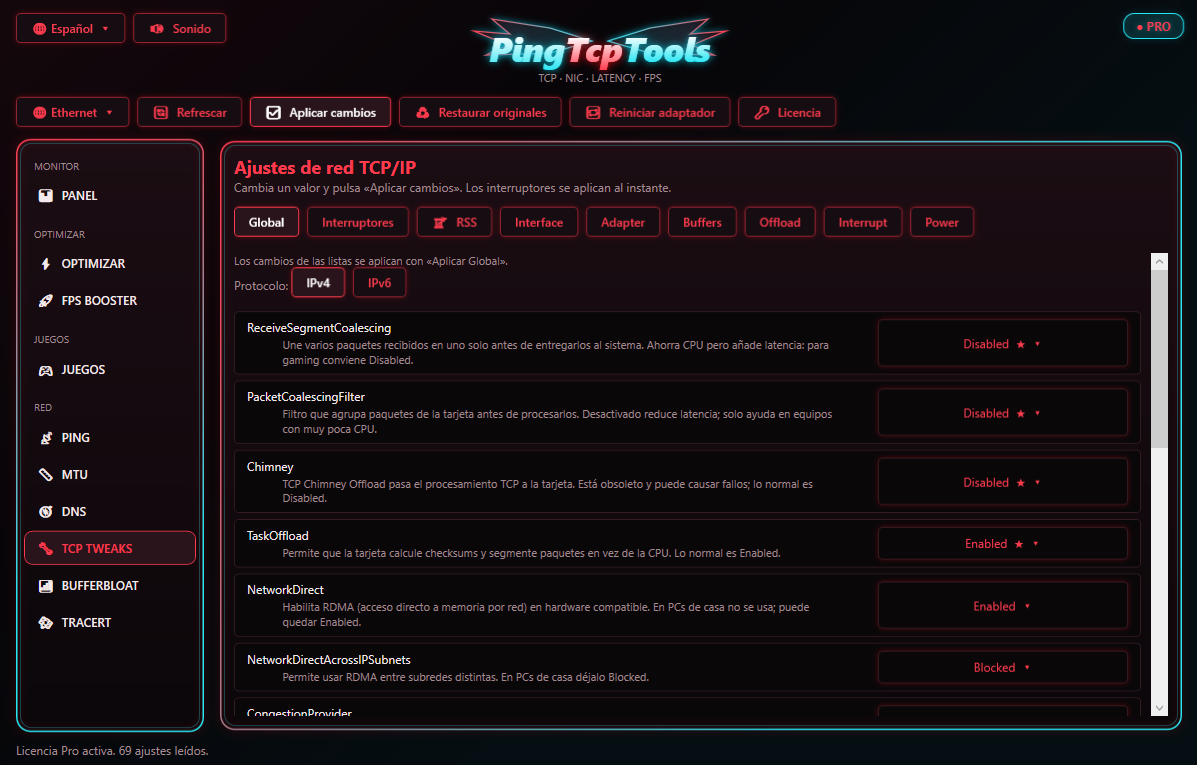 Español
Sonido
PingTcpTools
TCP · NIC · LATENCY · FPS
PRO
Ethernet
Refrescar
Aplicar cambios
Restaurar originales
Reiniciar adaptador
Licencia
MONITOR
PANEL
OPTIMIZAR
OPTIMIZAR
FPS BOOSTER
JUEGOS
JUEGOS
RED
PING
MTU
DNS
TCP TWEAKS
BUFFERBLOAT
TRACERT
Ajustes de red TCP/IP
Cambia un valor y pulsa «Aplicar cambios». Los interruptores se aplican al instante.
Global
Interruptores
RSS
Interface
Adapter
Buffers
Offload
Interrupt
Power
Los cambios de las listas se aplican con «Aplicar Global».
Protocolo:
IPv4
IPv6
ReceiveSegmentCoalescing
Une varios paquetes recibidos en uno solo antes de entregarlos al sistema. Ahorra CPU pero añade latencia: para
gaming conviene Disabled.
Disabled ★
PacketCoalescingFilter
Filtro que agrupa paquetes de la tarjeta antes de procesarlos. Desactivado reduce latencia; solo ayuda en equipos
con muy poca CPU.
Disabled ★
Chimney
TCP Chimney Offload pasa el procesamiento TCP a la tarjeta. Está obsoleto y puede causar fallos; lo normal es
Disabled.
Disabled ★
TaskOffload
Permite que la tarjeta calcule checksums y segmente paquetes en vez de la CPU. Lo normal es Enabled.
Enabled ★
NetworkDirect
Habilita RDMA (acceso directo a memoria por red) en hardware compatible. En PCs de casa no se usa; puede
quedar Enabled.
Enabled
NetworkDirectAcrossIPSubnets
Permite usar RDMA entre subredes distintas. En PCs de casa déjalo Blocked.
Blocked
CongestionProvider
Licencia Pro activa. 69 ajustes leídos.